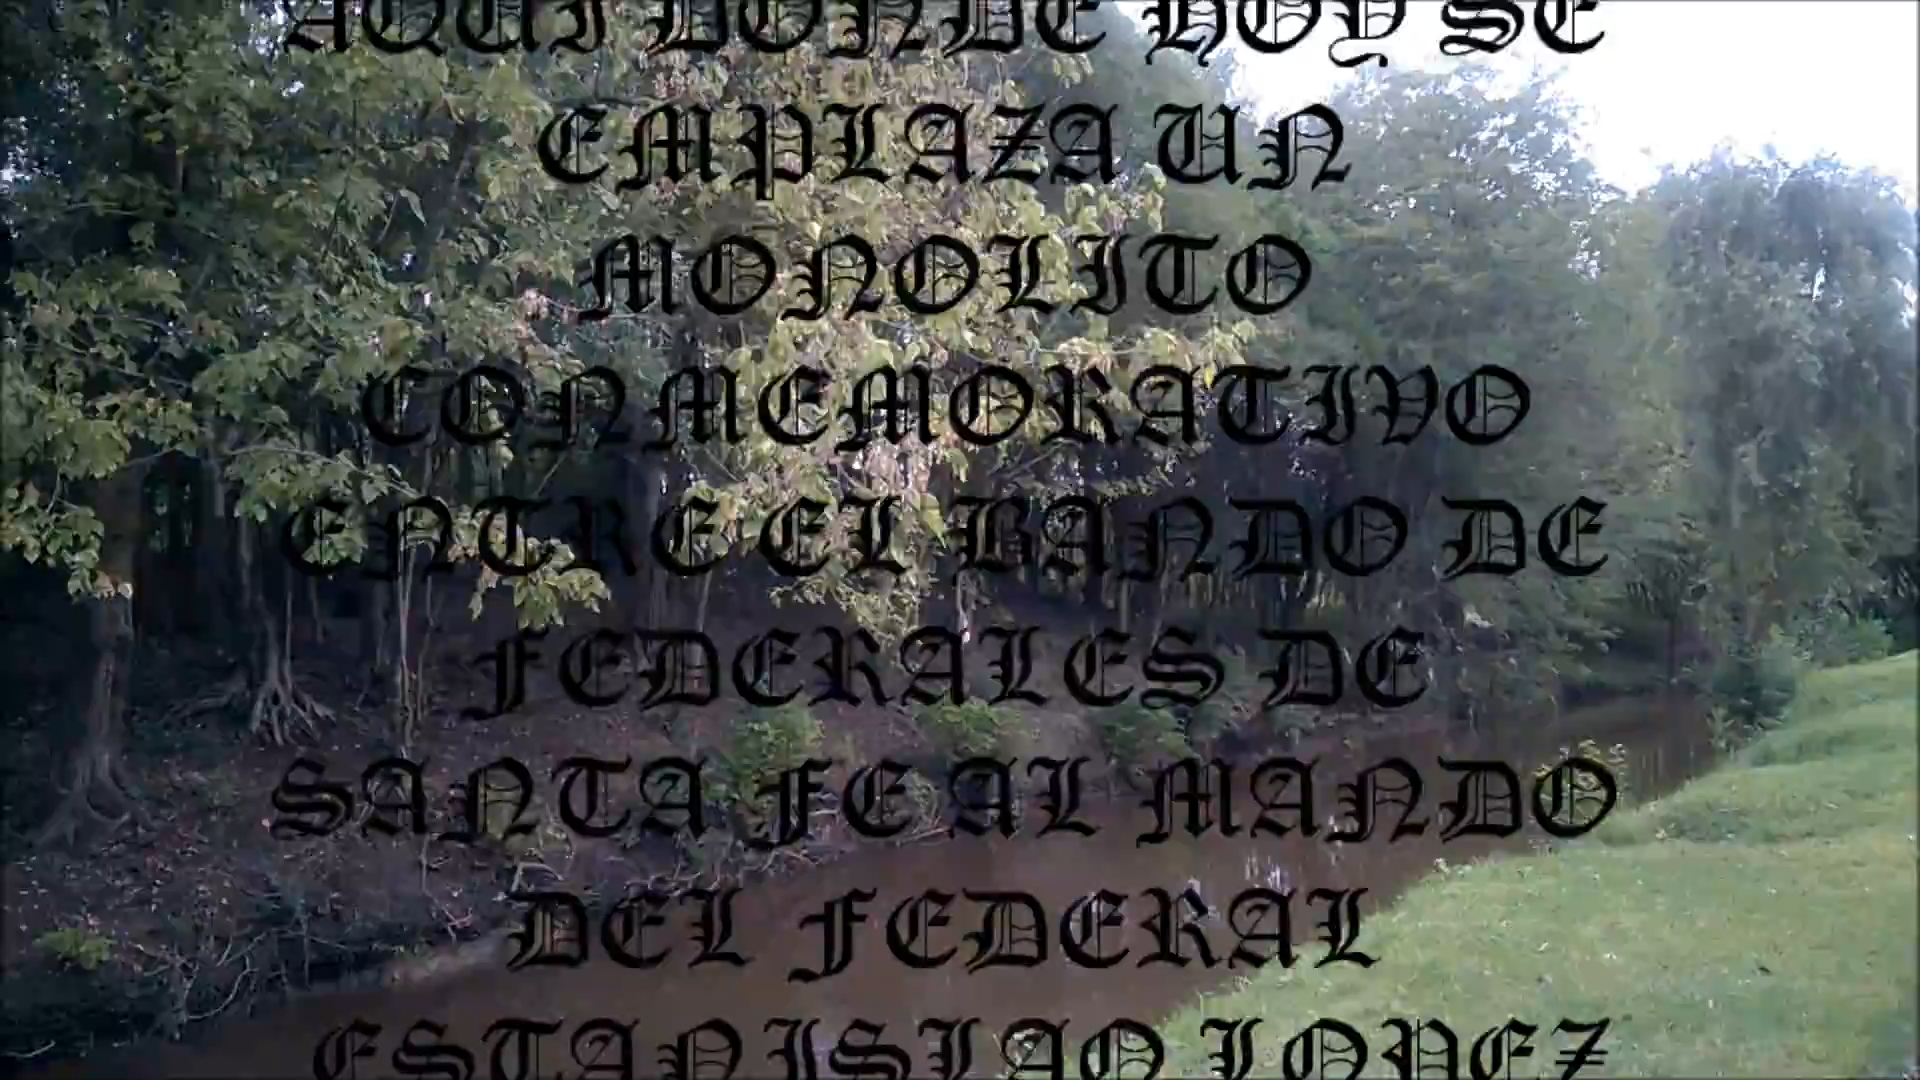 AQUI DONDE HOY SE
EMPLAZA UN
MONOLITO
CONMEMORATIVO
ENTRE EL BANDO DE
FEDERALES DE
SANTA FE AL MANDO
DEL FEDERAL
ESTANISLAO LOPEZ